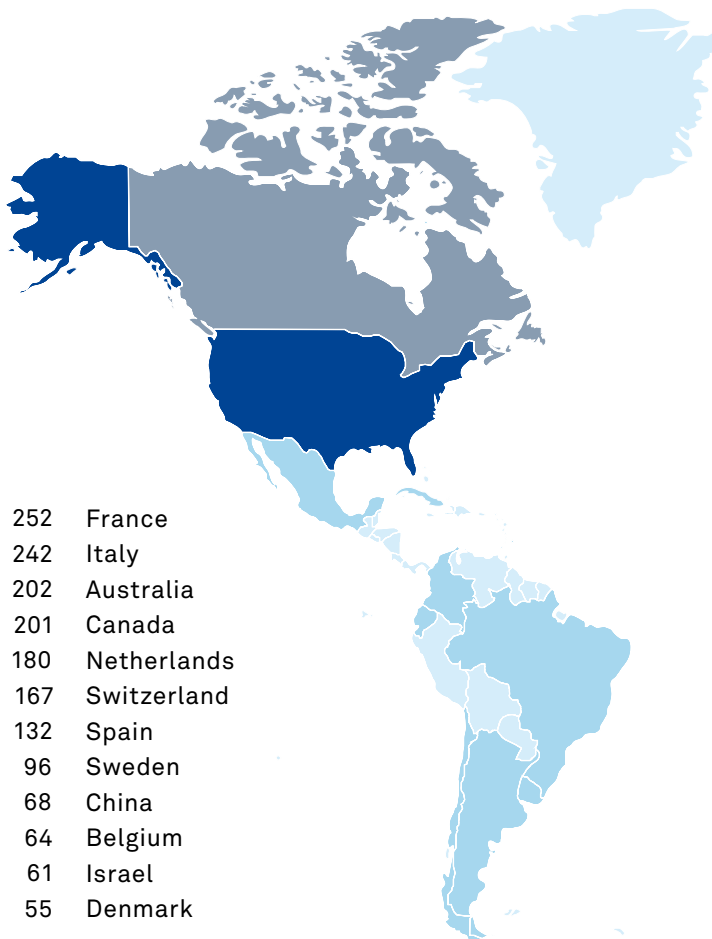 252 France
242 Italy
202 Australia
201 Canada
180 Netherlands
167 Switzerland
132 Spain
96 Sweden
68 China
64 Belgium
61 Israel
55 Denmark